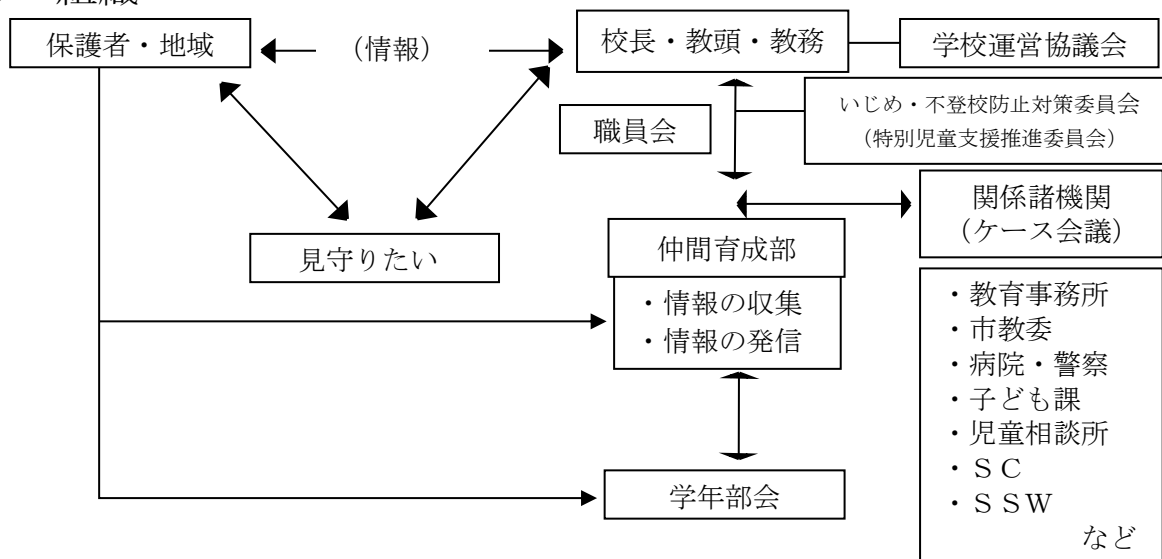 組織
保護者・地域
(情報)
校長・教頭・教務
学校運営協議会
いじめ・不登校防止対策委員会
(特別児童支援推進委員会)
職員会
関係諸機関
(ケース会議)
見守りたい
仲間育成部
・情報の収集
・情報の発信
・教育事務所
・市教委
・病院・警察
・子ども課
・児童相談所
・ＳＣ
・ＳＳＷ
など
学年部会